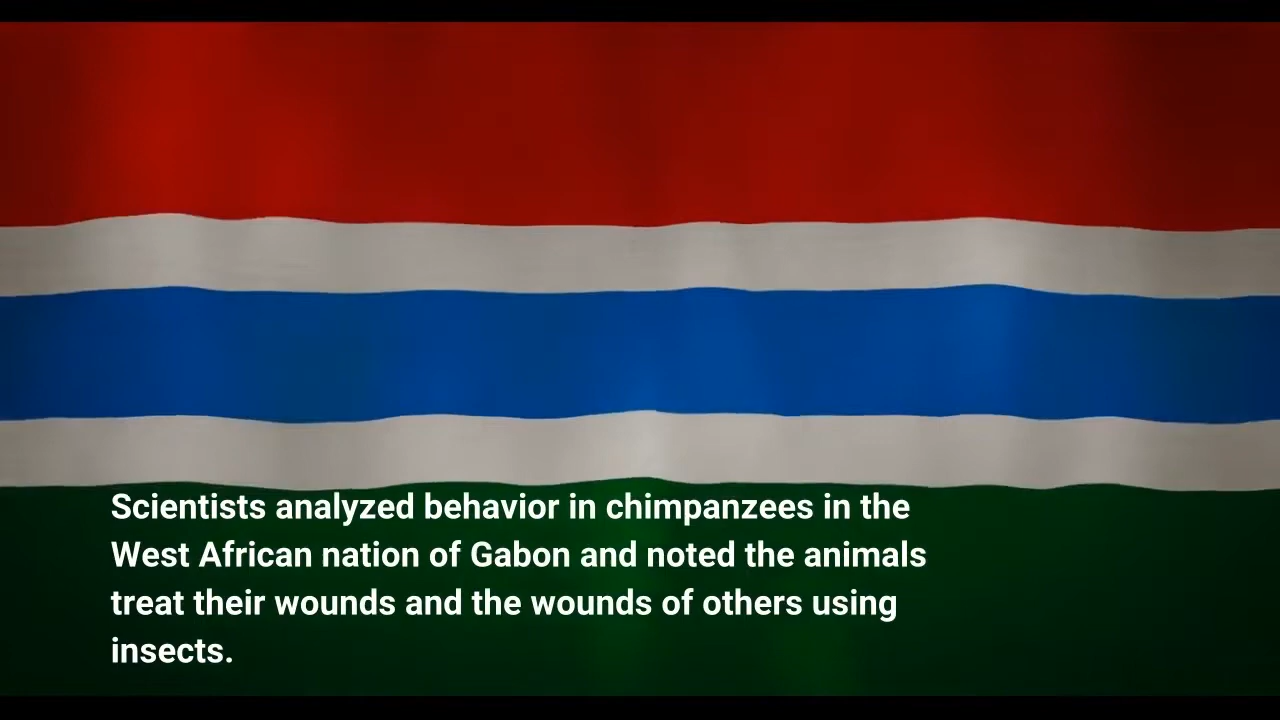 Scientists analyzed behavior in chimpanzees in the
West African nation of Gabon and noted the animals
treat their wounds and the wounds of others using
insects.